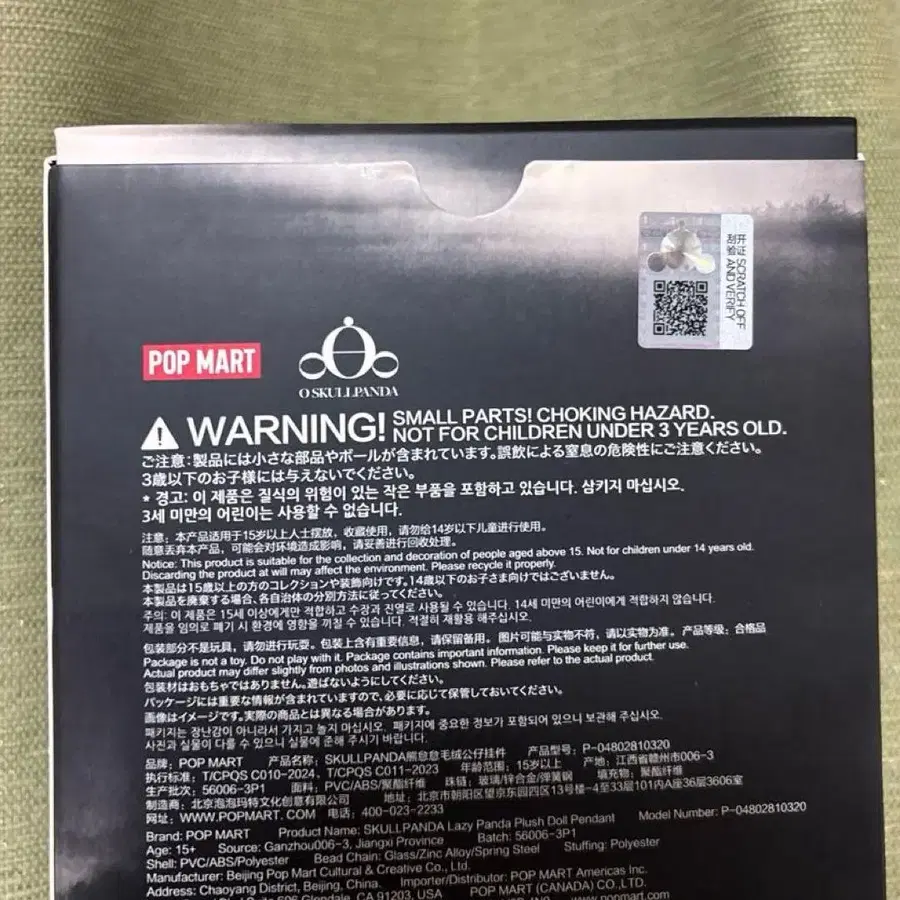 开证 SCRATCH OFF
刮验 AND VERIFY
POP MART
O SKULLPANDA
WARNING! SMALL PARTS! CHOKING HAZARD.
NOT FOR CHILDREN UNDER 3 YEARS OLD.
ご注意:製品には小さな部品やボールが含まれています。誤飲による窒息の危険性にご注意ください。
3歳以下のお子様には与えないでください。
* 경고: 이 제품은 질식의 위험이 있는 작은 부품을 포함하고 있습니다. 삼키지 마십시오.
3세 미만의 어린이는 사용할 수 없습니다.
注意: 本产品适用于15岁以上人士摆放, 收藏使用, 请勿给14岁以下儿童进行使用。
随意丢弃本产品, 可能会对环境造成影响, 请妥善进行回收处理。
Notice: This product is suitable for the collection and decoration of people aged above 15. Not for children under 14 years old.
Discarding the product at will may affect the environment. Please recycle it properly.
本製品は15歳以上の方のコレクションや装飾向けです。14歳以下のお子さま向けではございません。
本製品を廃棄する場合、各自治体の分別方法に従ってください。
주의: 이 제품은 15세 이상에게만 적합하고 수장과 진열로 사용될 수 있습니다. 14세 미만의 어린이에게 적합하지 않습니다.
제품을 임의로 폐기 시 환경에 영향을 끼칠 수 있습니다. 적절히 재활용 해주십시오.
包装部分不是玩具, 请勿进行玩耍。包装上含有重要信息, 请保留备用。图片可能与实物不符, 请以实物为准。产品等级: 合格品
Package is not a toy. Do not play with it. Package contains important information. Please keep it for further use.
Actual product may differ slightly from photos and illustrations shown. Please refer to the actual product.
包装材はおもちゃではありません。遊ばないようにしてください。
パッケージには重要な情報が含まれていますので、必要に応じて保管しておいてください。
画像はイメージです。実際の商品とは異なる場合があります。
패키지는 장난감이 아니라서 가지고 놀지 마십시오. 패키지에 중요한 정보가 포함되어 있으니 보관해 주십시오.
사진과 실물이 다를 수 있으니 실물에 준해 주시기 바랍니다.
品牌: POP MART 产品名称: SKULLPANDA熊怠怠毛绒公仔挂件 产品型号: P-04802810320
执行标准: T/CPQS C010-2024、T/CPQS C011-2023 年龄范围: 15岁以上 产地: 江西省赣州市006-3
生产批次: 56006-3P1 面料: PVC/ABS/聚酯纤维 珠链: 玻璃/锌合金/弹簧钢 填充物: 聚酯纤维
制造商: 北京泡泡玛特文化创意有限公司 地址: 北京市朝阳区望京东园四区13号楼-4至33层101内A座36层3606室
网址: WWW.POPMART.COM 电话: 400-023-2233
Brand: POP MART Product Name: SKULLPANDA Lazy Panda Plush Doll Pendant Model Number: P-04802810320
Age: 15+ Source: Ganzhou006-3, Jiangxi Province Batch: 56006-3P1
Shell: PVC/ABS/Polyester Bead Chain: Glass/Zinc Alloy/Spring Steel Stuffing: Polyester
Manufacturer: Beijing Pop Mart Cultural & Creative Co., Ltd.
Address: Chaoyang District, Beijing, China. Importer/Distributor: POP MART Americas Inc.
Glendale, CA 91203, USA POP MART (CANADA) CO.,LTD.